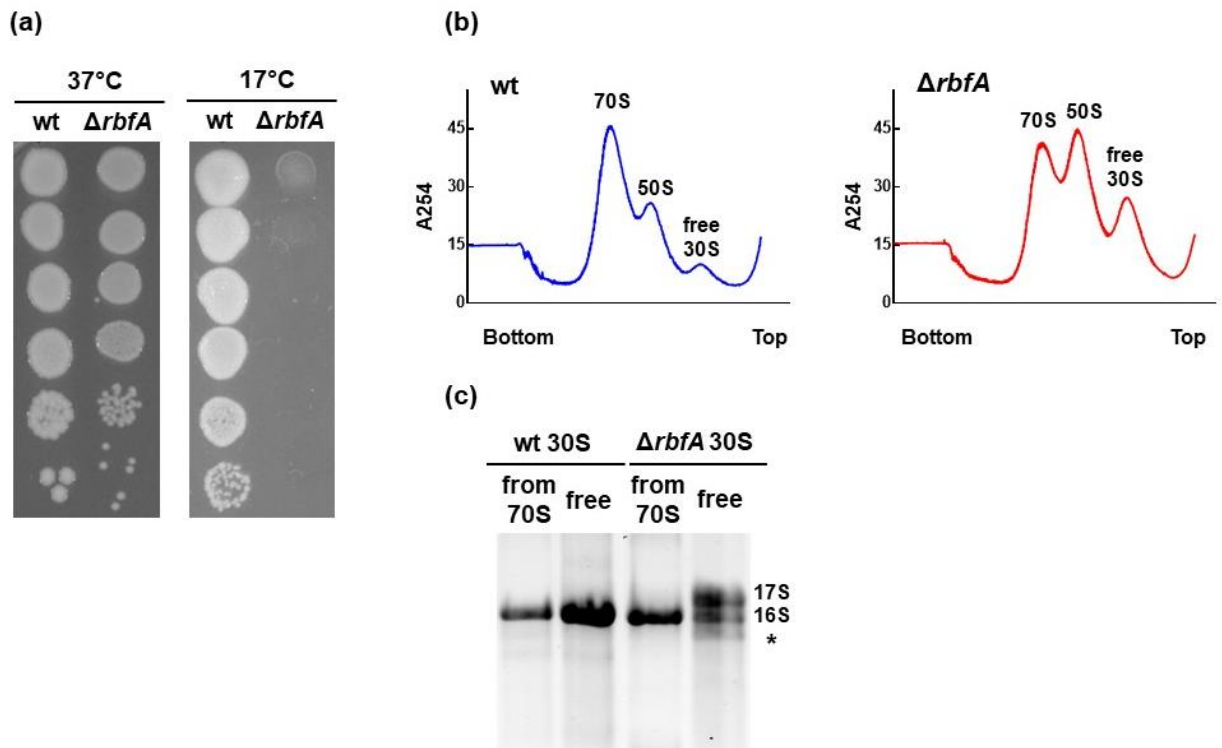 (a)
37°C
17°C
wt ΔrbfA
wt ΔrbfA
(b)
wt
70S
50S
free
30S
A254
45
30
15
0
Bottom
Top
ΔrbfA
70S
50S
free
30S
A254
45
30
15
0
Bottom
Top
(c)
wt 30S
ΔrbfA 30S
from
70S
free
from
70S
free
17S
16S
*